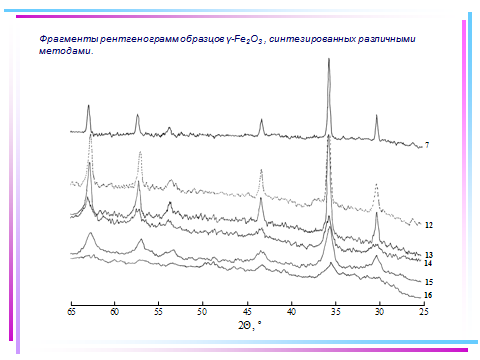 Фрагменты рентгенограмм образцов γ-Fe2O3, синтезированных различными
методами.
7
12
13
14
15
16
65 60 55 50 45 40 35 30 25
2Θ, °